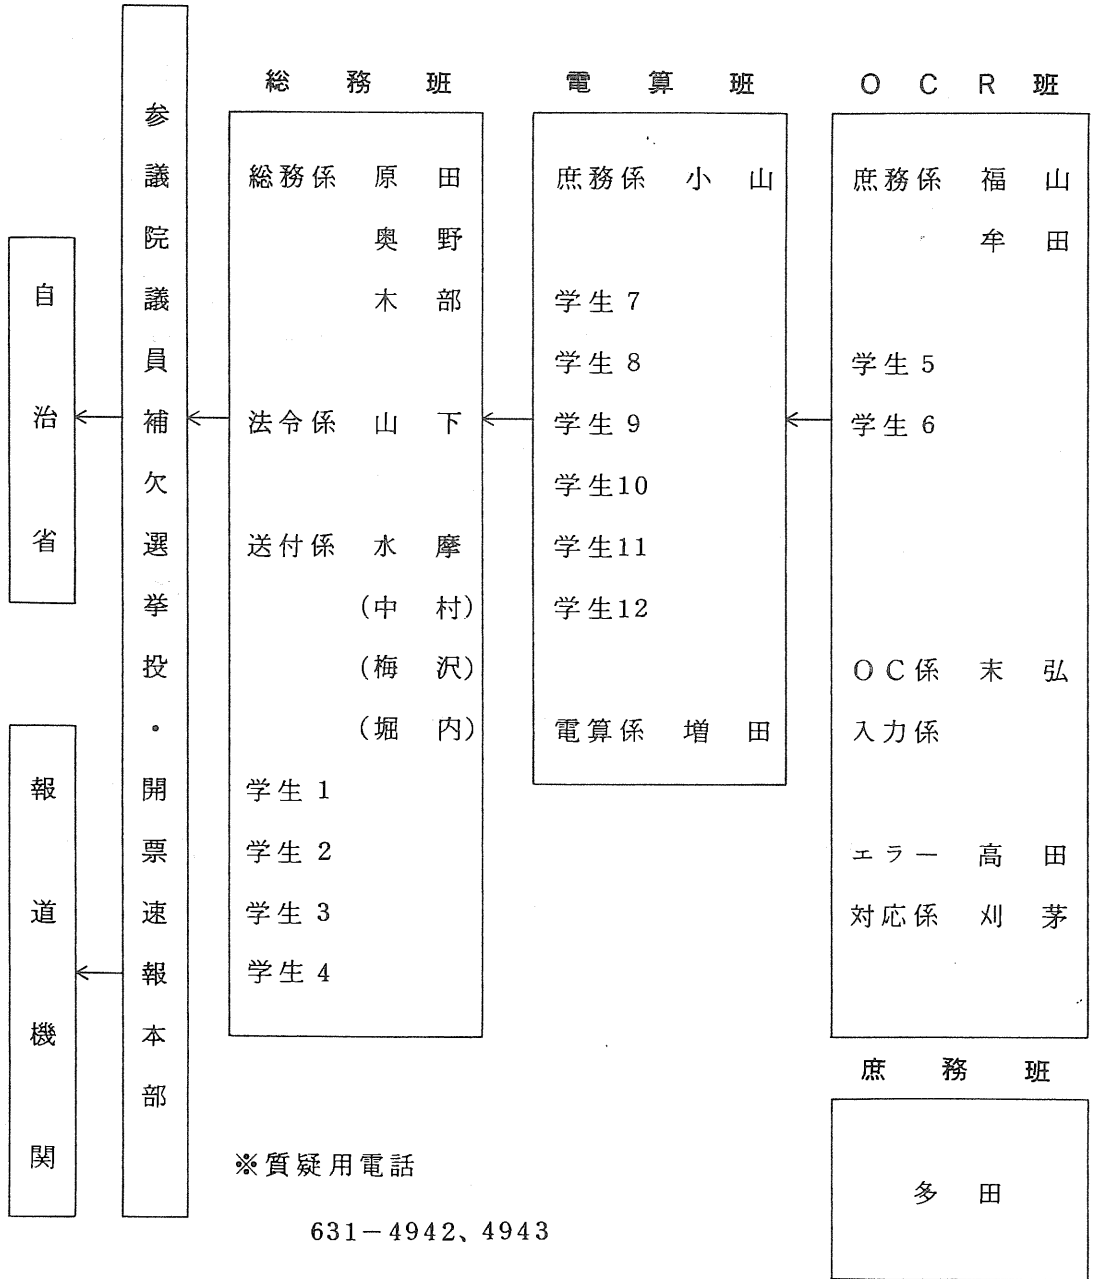 自治省
報道機関
参議院議員補欠選挙投・開票速報本部
総務班
総務係 原田
奥野
木部
法令係 山下
送付係 水摩
(中村)
(梅沢)
(堀内)
学生1
学生2
学生3
学生4
電算班
庶務係 小山
学生7
学生8
学生9
学生10
学生11
学生12
電算係 増田
OCR班
庶務係 福山
牟田
学生5
学生6
OC係 末弘
入力係
エラー 高田
対応係 刈茅
庶務班
多田
※質疑用電話
631-4942、4943